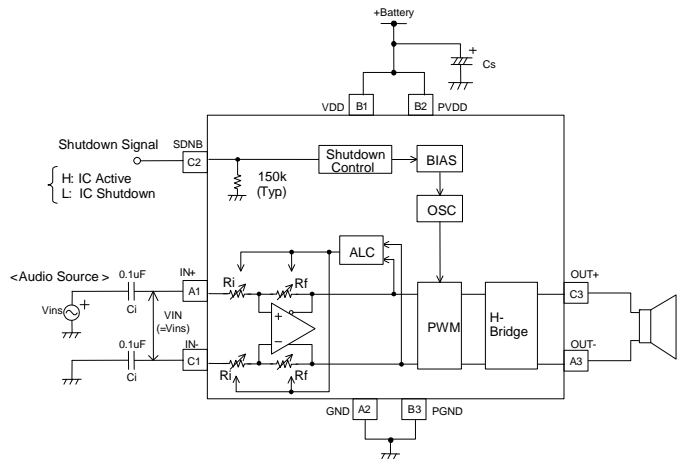 +Battery
+
Cs
VDD B1 B2 PVDD
Shutdown Signal SDNB
C2
H: IC Active
L: IC Shutdown
150k
(Typ)
Shutdown
Control
BIAS
OSC
ALC
<Audio Source>
0.1uF IN+
Ri Rf
A1
Vins +
Ci
VIN
(=Vins)
+
−
PWM
H-
Bridge
OUT+
C3
0.1uF IN-
C1
Ci
Ri Rf
OUT-
A3
GND A2 B3 PGND